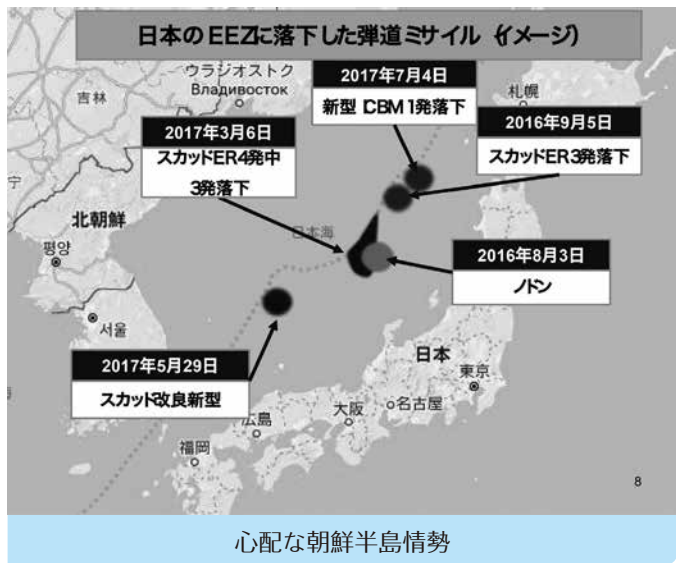 日本のEEZに落下した弾道ミサイル(イメージ)
ウラジオストク
Владивосток
吉林
札幌
2017年7月4日
新型ICBM1発落下
2017年3月6日
スカッドER4発中
3発落下
2016年9月5日
スカッドER3発落下
北朝鮮
평양
日本海
2016年8月3日
ノドン
서울
2017年5月29日
スカッド改良新型
日本
東京
名古屋
大阪
広島
福岡
8
心配な朝鮮半島情勢